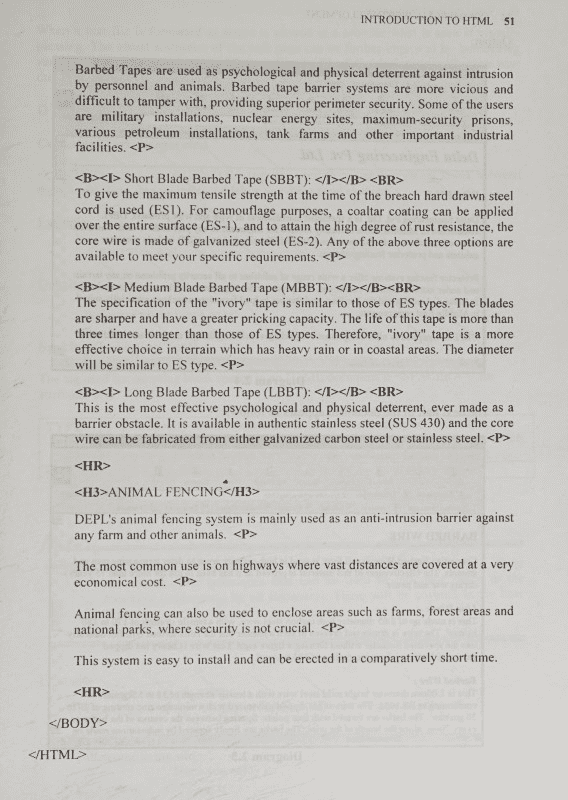 INTRODUCTION TO HTML 51
Barbed Tapes are used as psychological and physical deterrent against intrusion
by personnel and animals. Barbed tape barrier systems are more vicious and
difficult to tamper with, providing superior perimeter security. Some of the users
are military installations, nuclear energy sites, maximum-security prisons,
various petroleum installations, tank farms and other important industrial
facilities. <P>
<B><I> Short Blade Barbed Tape (SBBT): </I></B> <BR>
To give the maximum tensile strength at the time of the breach hard drawn steel
cord is used (ES1). For camouflage purposes, a coaltar coating can be applied
over the entire surface (ES-1), and to attain the high degree of rust resistance, the
core wire is made of galvanized steel (ES-2). Any of the above three options are
available to meet your specific requirements. <P>
<B><I> Medium Blade Barbed Tape (MBBT): </I></B><BR>
The specification of the "ivory" tape is similar to those of ES types. The blades
are sharper and have a greater pricking capacity. The life of this tape is more than
three times longer than those of ES types. Therefore, "ivory" tape is a more
effective choice in terrain which has heavy rain or in coastal areas. The diameter
will be similar to ES type. <P>
<B><I> Long Blade Barbed Tape (LBBT): </I></B> <BR>
This is the most effective psychological and physical deterrent, ever made as a
barrier obstacle. It is available in authentic stainless steel (SUS 430) and the core
wire can be fabricated from either galvanized carbon steel or stainless steel. <P>
<HR>
<H3>ANIMAL FENCING</H3>
DEPL's animal fencing system is mainly used as an anti-intrusion barrier against
any farm and other animals. <P>
The most common use is on highways where vast distances are covered at a very
economical cost. <P>
Animal fencing can also be used to enclose areas such as farms, forest areas and
national parks, where security is not crucial. <P>
This system is easy to install and can be erected in a comparatively short time.
<HR>
</BODY>
</HTML>